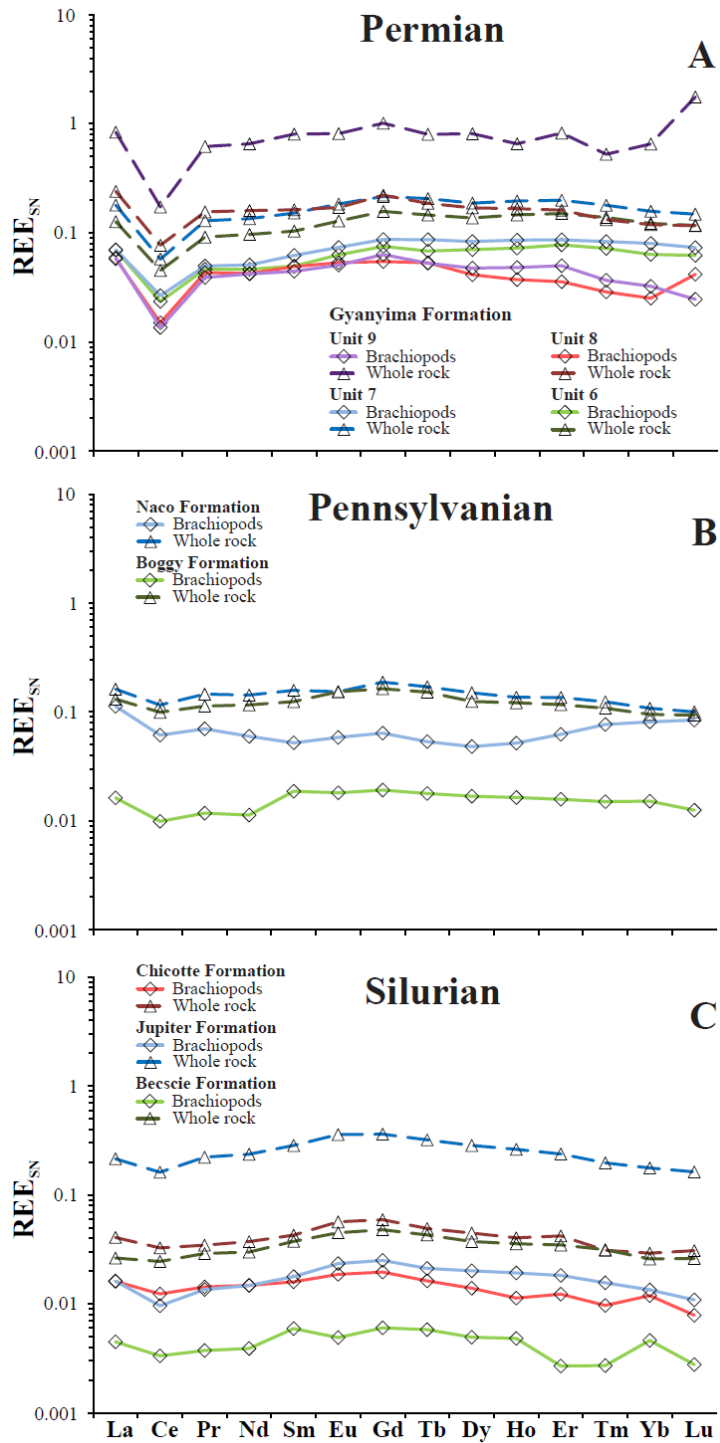 Permian
A
10
1
0.1
0.01
0.001
REE_SN
Gyanyima Formation
Unit 9
Brachiopods
Whole rock
Unit 8
Brachiopods
Whole rock
Unit 7
Brachiopods
Whole rock
Unit 6
Brachiopods
Whole rock
Pennsylvanian
B
10
1
0.1
0.01
0.001
REE_SN
Naco Formation
Brachiopods
Whole rock
Boggy Formation
Brachiopods
Whole rock
Silurian
C
10
1
0.1
0.01
0.001
REE_SN
Chicotte Formation
Brachiopods
Whole rock
Jupiter Formation
Brachiopods
Whole rock
Becscie Formation
Brachiopods
Whole rock
La Ce Pr Nd Sm Eu Gd Tb Dy Ho Er Tm Yb Lu